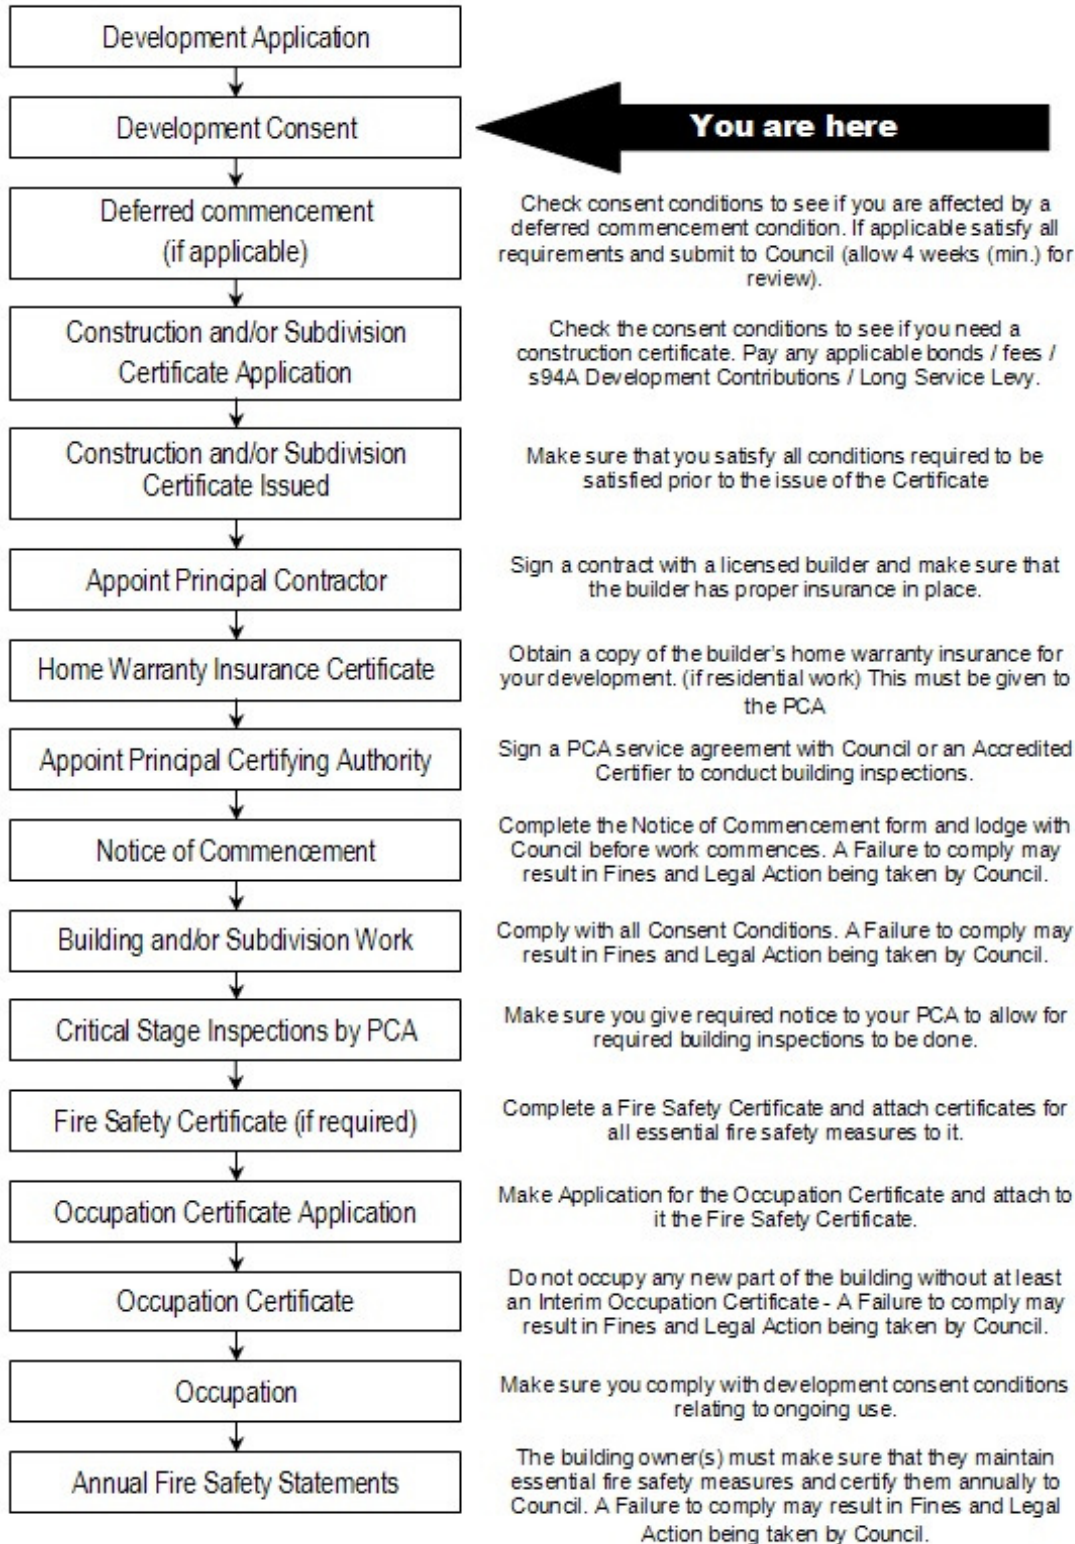 Development Application
Development Consent
You are here
Deferred commencement
(if applicable)
Check consent conditions to see if you are affected by a
deferred commencement condition. If applicable satisfy all
requirements and submit to Council (allow 4 weeks (min.) for
review).
Construction and/or Subdivision
Certificate Application
Check the consent conditions to see if you need a
construction certificate. Pay any applicable bonds / fees /
s94A Development Contributions / Long Service Levy.
Construction and/or Subdivision
Certificate Issued
Make sure that you satisfy all conditions required to be
satisfied prior to the issue of the Certificate
Appoint Principal Contractor
Sign a contract with a licensed builder and make sure that
the builder has proper insurance in place.
Home Warranty Insurance Certificate
Obtain a copy of the builder's home warranty insurance for
your development. (if residential work) This must be given to
the PCA
Appoint Principal Certifying Authority
Sign a PCA service agreement with Council or an Accredited
Certifier to conduct building inspections.
Notice of Commencement
Complete the Notice of Commencement form and lodge with
Council before work commences. A Failure to comply may
result in Fines and Legal Action being taken by Council.
Building and/or Subdivision Work
Comply with all Consent Conditions. A Failure to comply may
result in Fines and Legal Action being taken by Council.
Critical Stage Inspections by PCA
Make sure you give required notice to your PCA to allow for
required building inspections to be done.
Fire Safety Certificate (if required)
Complete a Fire Safety Certificate and attach certificates for
all essential fire safety measures to it.
Occupation Certificate Application
Make Application for the Occupation Certificate and attach to
it the Fire Safety Certificate.
Occupation Certificate
Do not occupy any new part of the building without at least
an Interim Occupation Certificate - A Failure to comply may
result in Fines and Legal Action being taken by Council.
Occupation
Make sure you comply with development consent conditions
relating to ongoing use.
Annual Fire Safety Statements
The building owner(s) must make sure that they maintain
essential fire safety measures and certify them annually to
Council. A Failure to comply may result in Fines and Legal
Action being taken by Council.